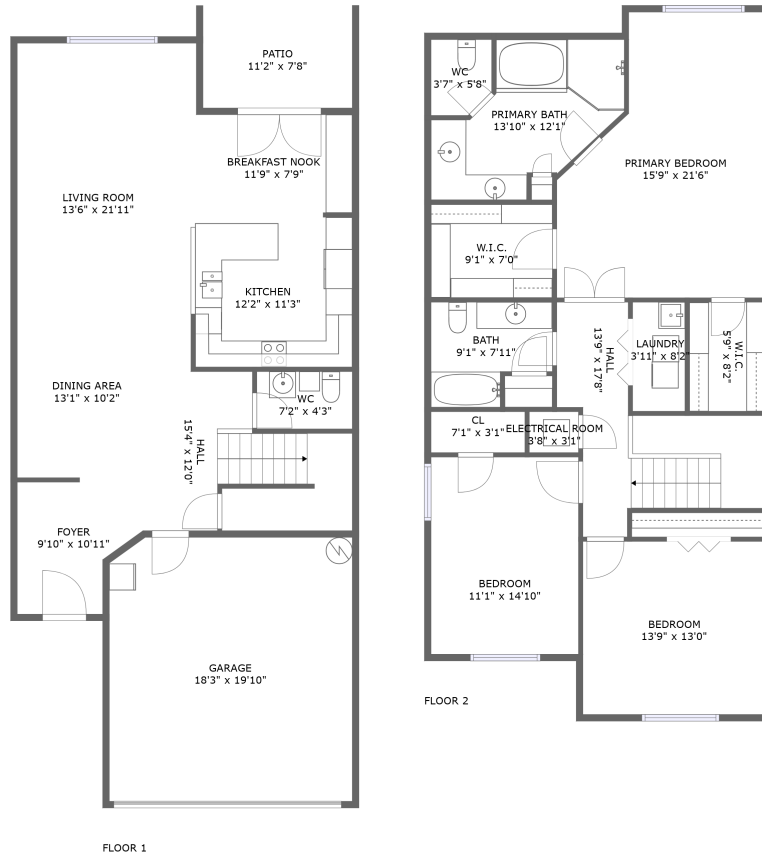 PATIO
11'2" x 7'8"
BREAKFAST NOOK
11'9" x 7'9"
LIVING ROOM
13'6" x 21'11"
KITCHEN
12'2" x 11'3"
DINING AREA
13'1" x 10'2"
WC
7'2" x 4'3"
HALL
15'4" x 12'0"
FOYER
9'10" x 10'11"
GARAGE
18'3" x 19'10"
FLOOR 1
WC
3'7" x 5'8"
PRIMARY BATH
13'10" x 12'1"
PRIMARY BEDROOM
15'9" x 21'6"
W.I.C.
9'1" x 7'0"
BATH
9'1" x 7'11"
HALL
13'9" x 17'8"
LAUNDRY
3'11" x 8'2"
W.I.C.
5'9" x 8'2"
CL
7'1" x 3'1"
ELECTRICAL ROOM
3'8" x 3'1"
BEDROOM
11'1" x 14'10"
BEDROOM
13'9" x 13'0"
FLOOR 2